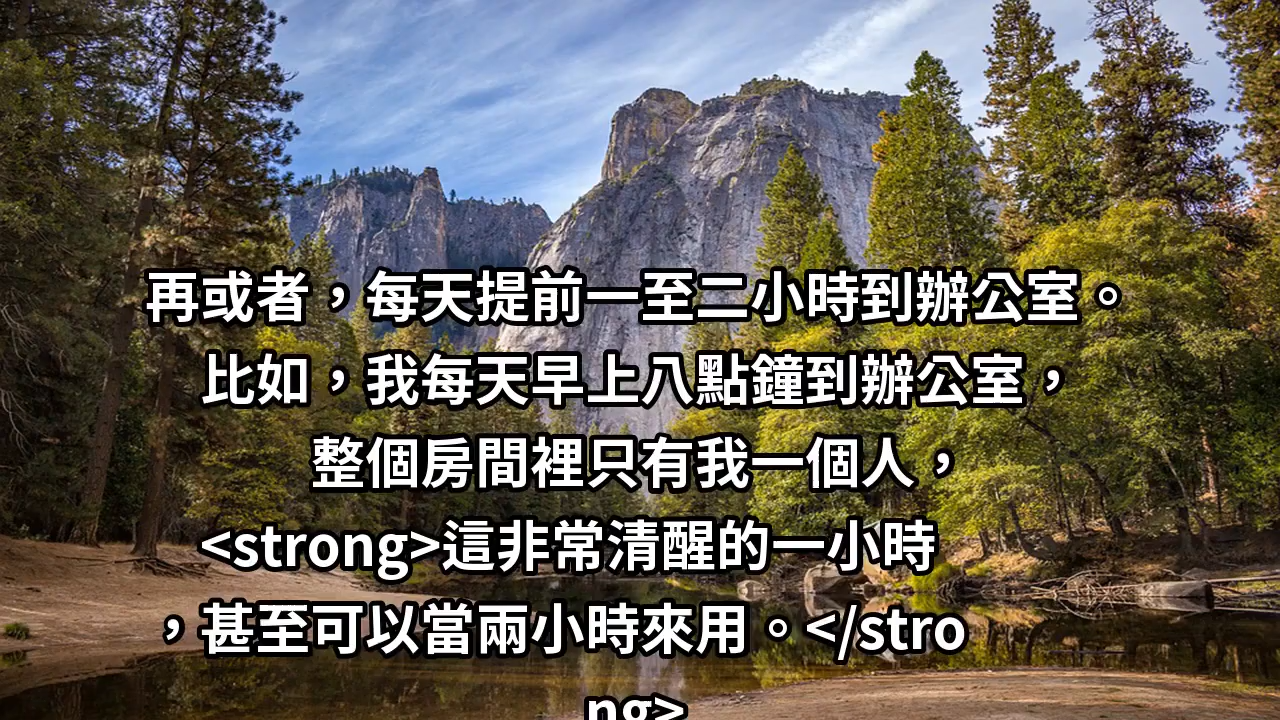 再或者，每天提前一至二小時到辦公室。
比如，我每天早上八點鐘到辦公室，
整個房間裡只有我一個人，
<strong>這非常清醒的一小時
，甚至可以當兩小時來用。</stro
ng>